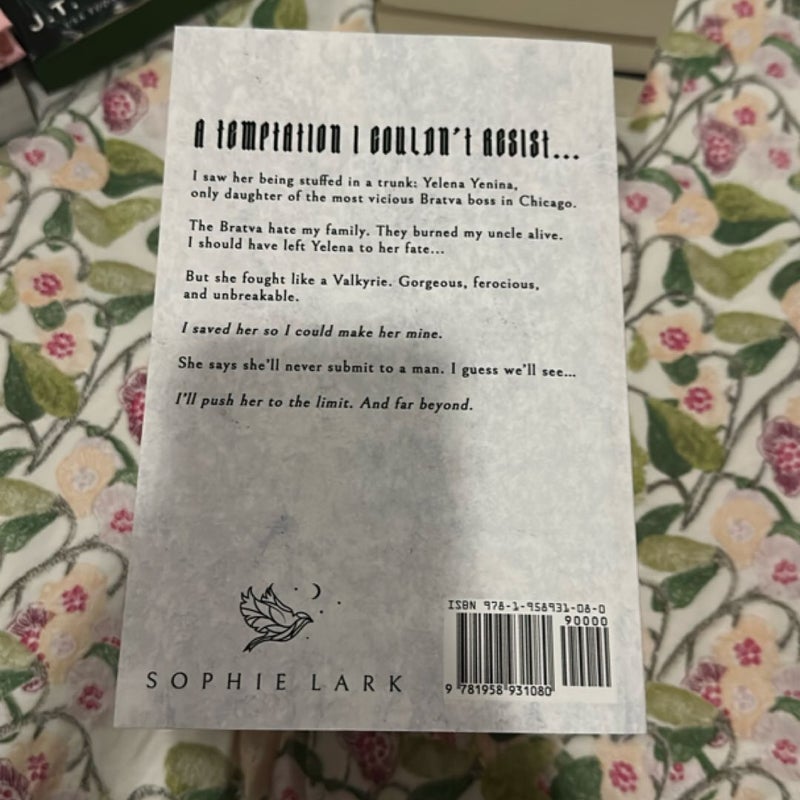 J.T.
A TEMPTATION I COULDN'T RESIST...
I saw her being stuffed in a trunk: Yelena Yenina,
only daughter of the most vicious Bratva boss in Chicago.
The Bratva hate my family. They burned my uncle alive.
I should have left Yelena to her fate...
But she fought like a Valkyrie. Gorgeous, ferocious,
and unbreakable.
I saved her so I could make her mine.
She says she'll never submit to a man. I guess we'll see...
I'll push her to the limit. And far beyond.
ISBN 978-1-958931-08-0
90000
9 781958 931080
SOPHIE LARK